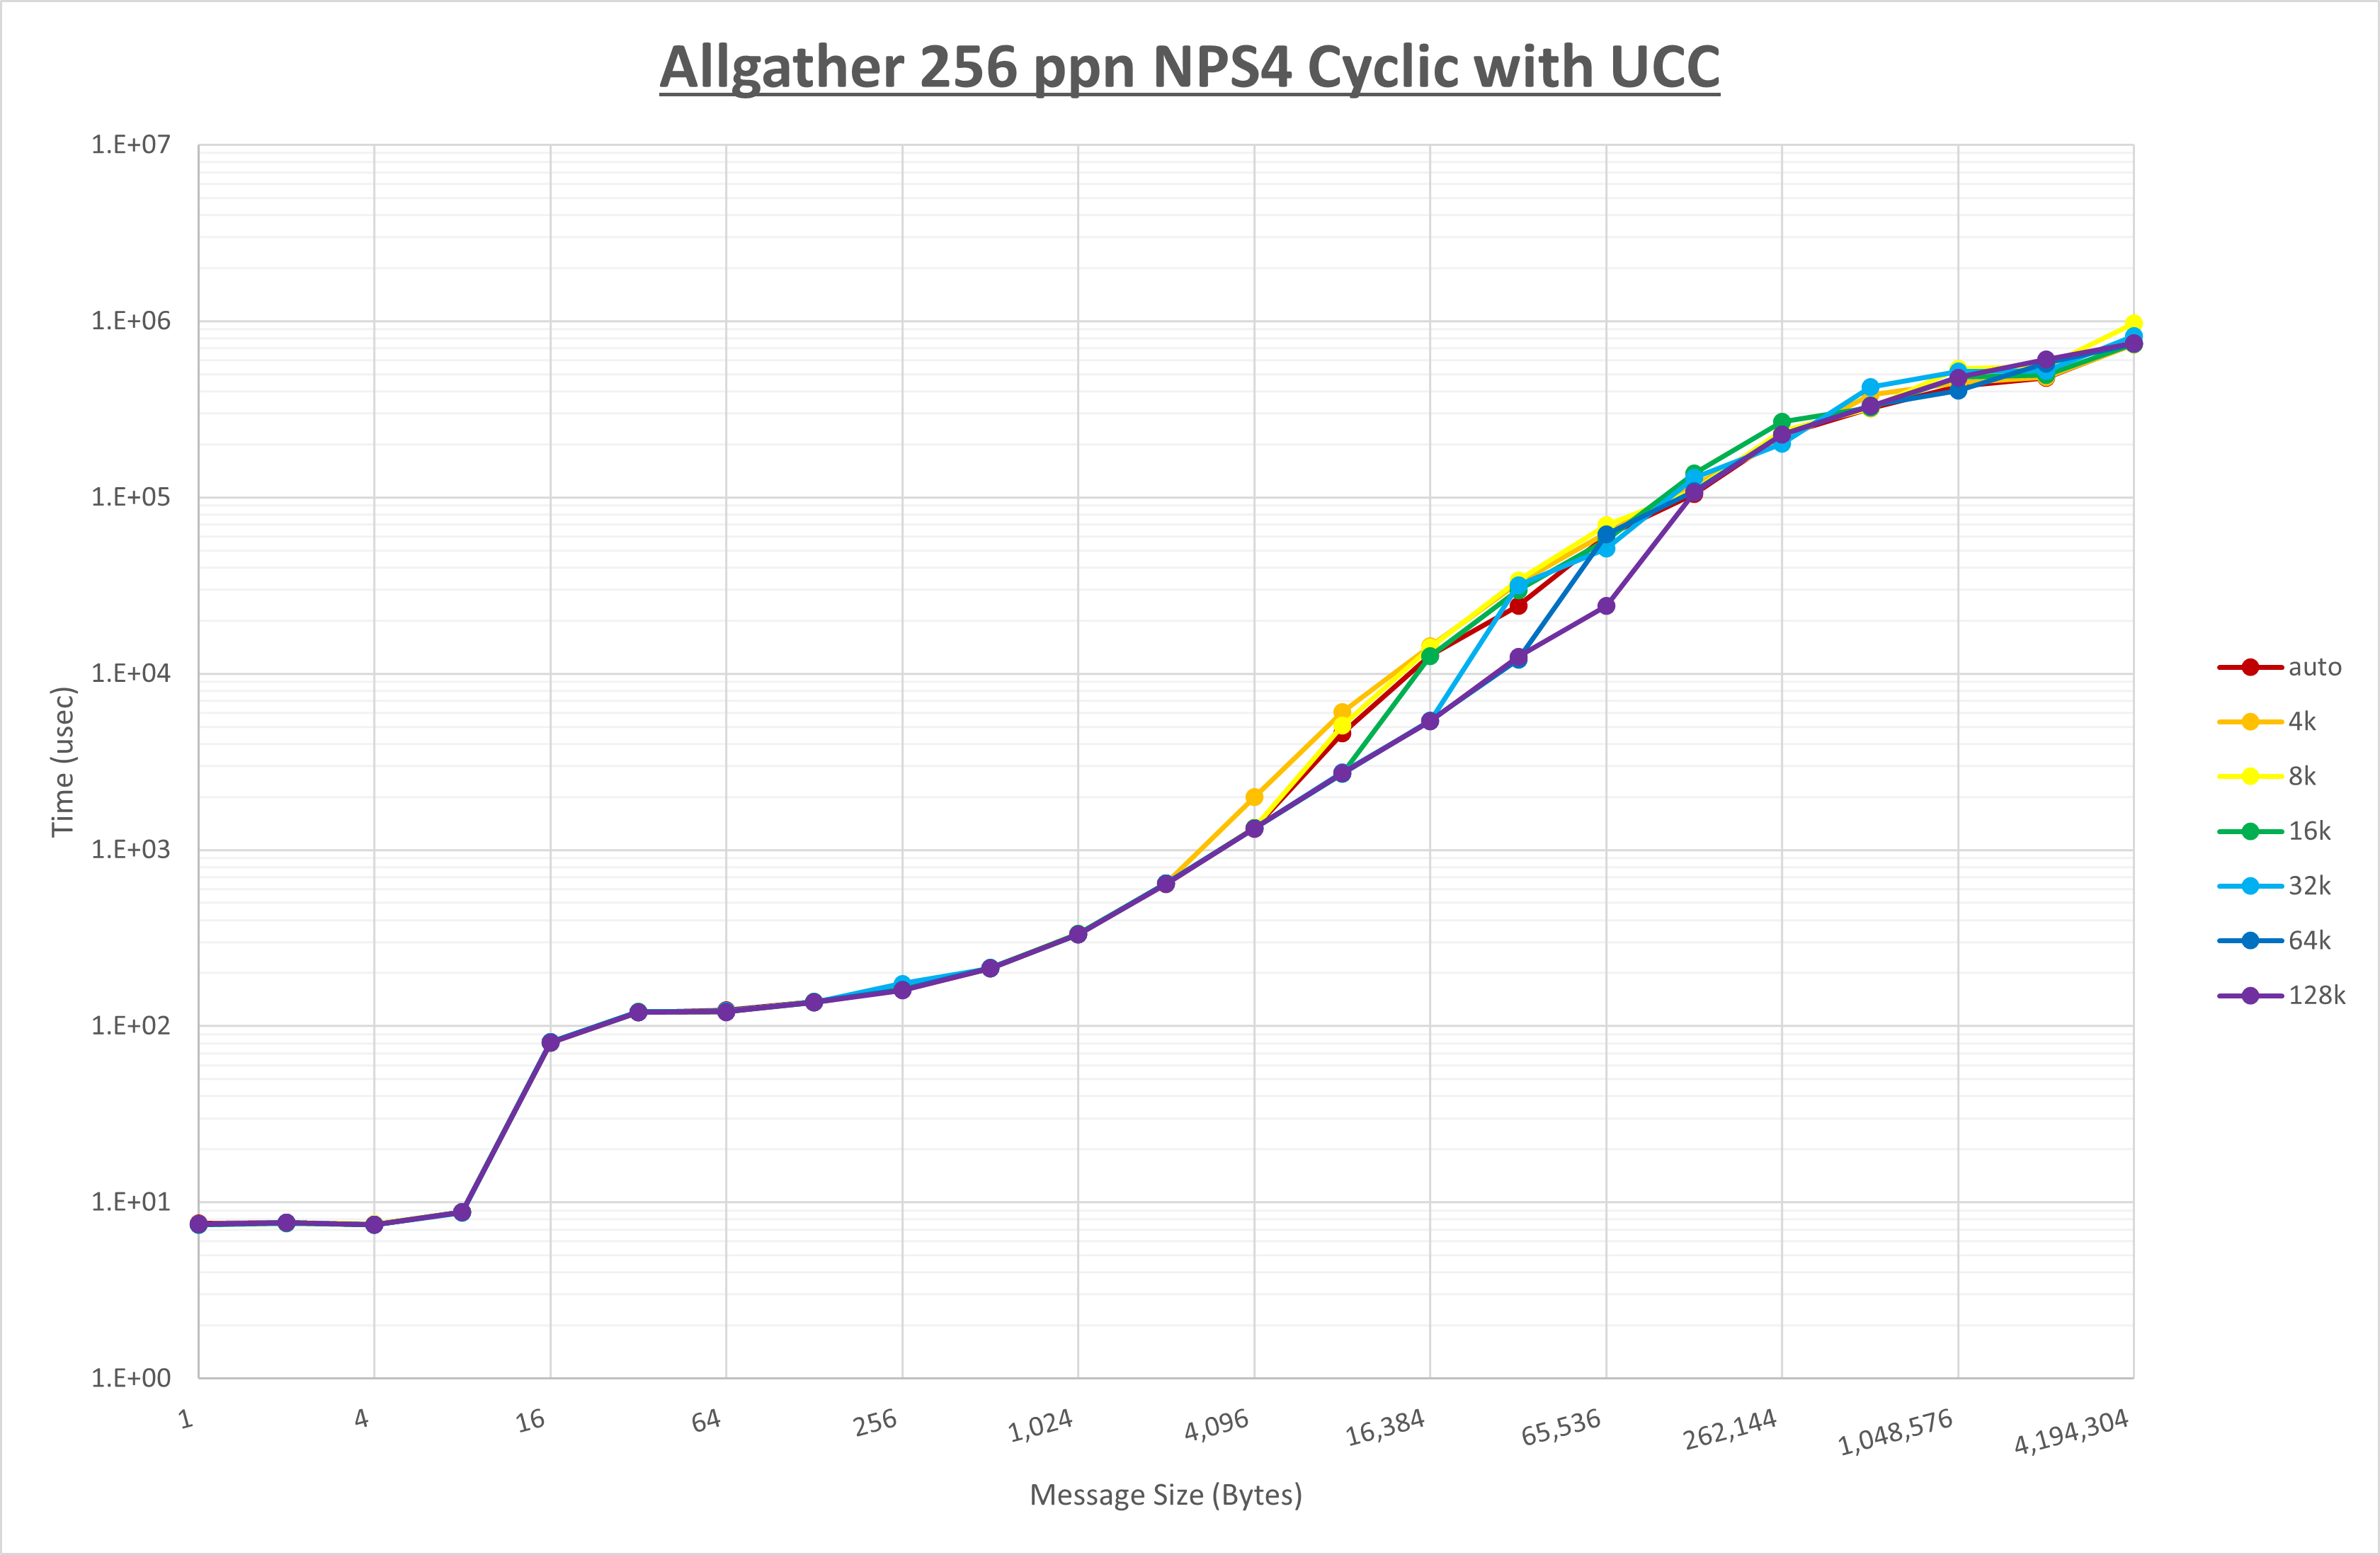 Allgather 256 ppn NPS4 Cyclic with UCC
1.E+07
1.E+06
1.E+05
1.E+04
1.E+03
1.E+02
1.E+01
1.E+00
Time (usec)
1
4
16
64
256
1,024
4,096
16,384
65,536
262,144
1,048,576
4,194,304
Message Size (Bytes)
auto
4k
8k
16k
32k
64k
128k